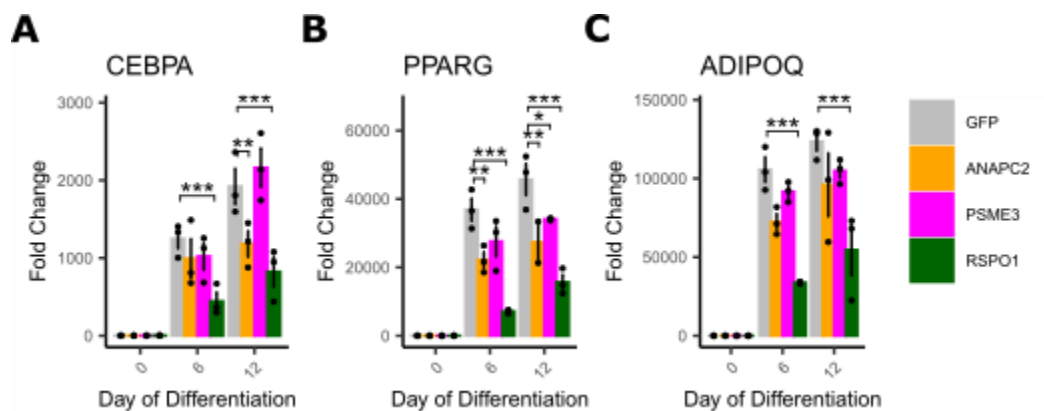 A
B
C
CEBPA
PPARG
ADIPOQ
Fold Change
3000
2000
1000
0
***
**
***
0
6
12
Day of Differentiation
Fold Change
60000
40000
20000
0
***
**
***
*
**
0
6
12
Day of Differentiation
Fold Change
150000
100000
50000
0
***
***
0
6
12
Day of Differentiation
GFP
ANAPC2
PSME3
RSPO1